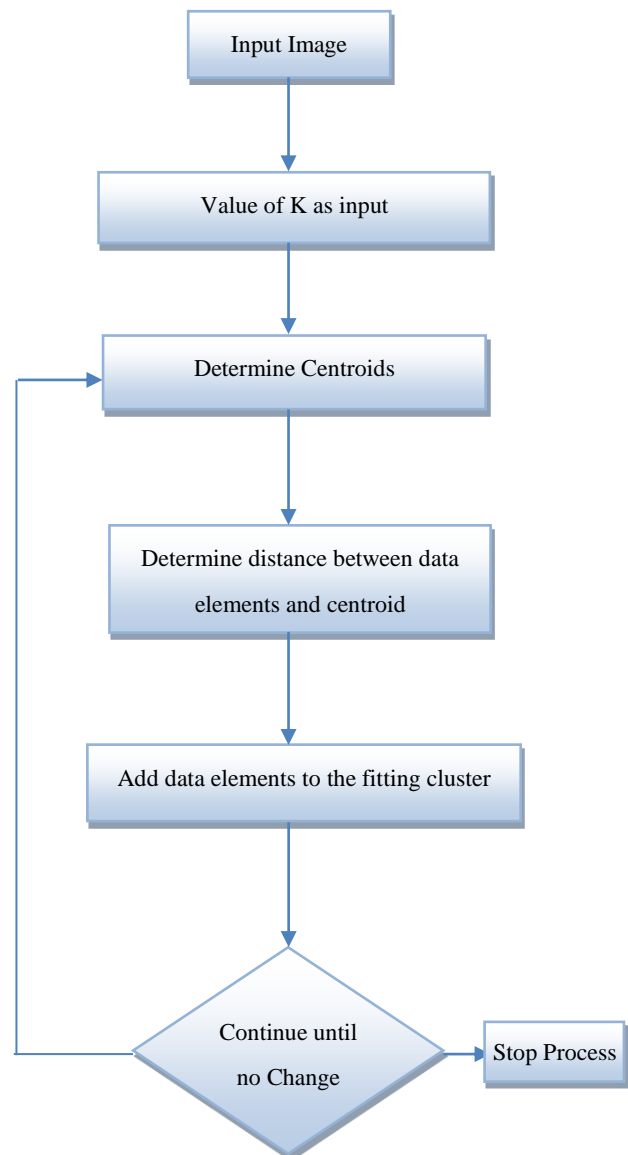 Input Image
Value of K as input
Determine Centroids
Determine distance between data
elements and centroid
Add data elements to the fitting cluster
Continue until
no Change
Stop Process